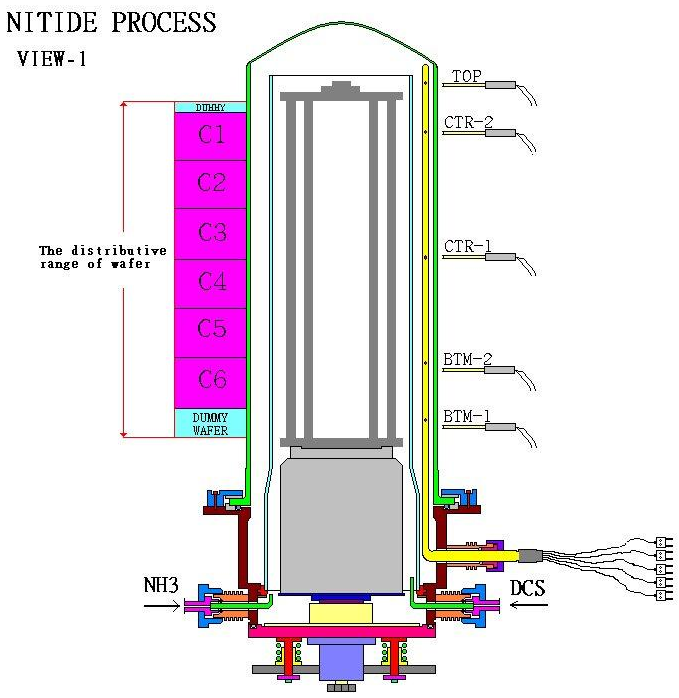 NITIDE PROCESS
VIEW-1
TOP
DUMMY
CTR-2
C1
C2
C3
The distributive
range of wafer
CTR-1
C4
C5
BTM-2
C6
DUMMY
WAFER
BTM-1
NH3
DCS